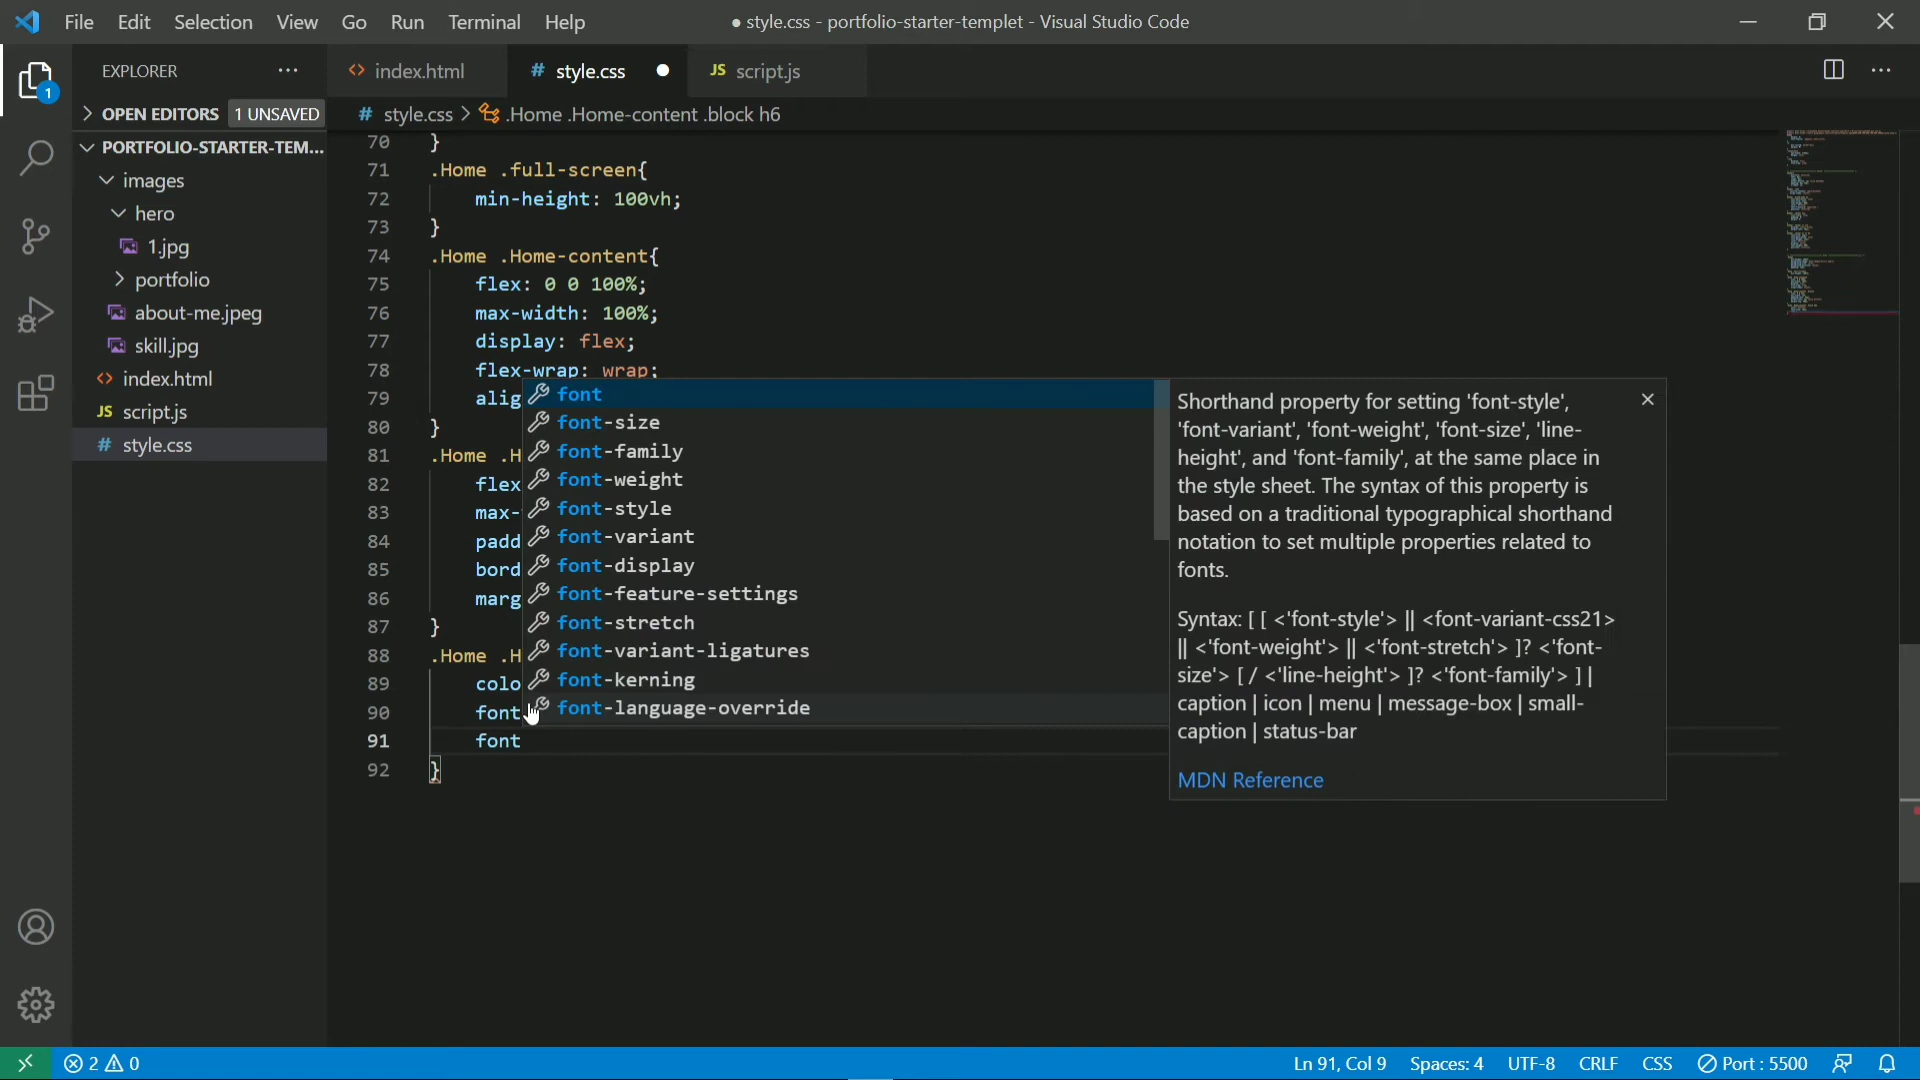 File Edit Selection View Go Run Terminal Help
● style.css - portfolio-starter-templet - Visual Studio Code
EXPLORER
index.html
# style.css
JS script.js
OPEN EDITORS 1 UNSAVED
# style.css > .Home .Home-content .block h6
PORTFOLIO-STARTER-TEM...
images
hero
1.jpg
portfolio
about-me.jpeg
skill.jpg
<> index.html
JS script.js
# style.css
1
70 }
71 .Home .full-screen{
72 min-height: 100vh;
73 }
74 .Home .Home-content{
75 flex: 0 0 100%;
76 max-width: 100%;
77 display: flex;
78 flex-wrap: wrap;
79 alig
80 }
81 .Home .H
82 flex
83 max-
84 padd
85 bord
86 marg
87 }
88 .Home .H
89 colo
90 font
91 font
92 }
font
font-size
font-family
font-weight
font-style
font-variant
font-display
font-feature-settings
font-stretch
font-variant-ligatures
font-kerning
font-language-override
Shorthand property for setting 'font-style',
'font-variant', 'font-weight', 'font-size', 'line-
height', and 'font-family', at the same place in
the style sheet. The syntax of this property is
based on a traditional typographical shorthand
notation to set multiple properties related to
fonts.
Syntax: [ [ <'font-style'> || <font-variant-css21>
|| <'font-weight'> || <'font-stretch'> ]? <'font-
size'> [ / <'line-height'> ]? <'font-family'> ] |
caption | icon | menu | message-box | small-
caption | status-bar
MDN Reference
2 0
Ln 91, Col 9 Spaces: 4 UTF-8 CRLF CSS Port : 5500